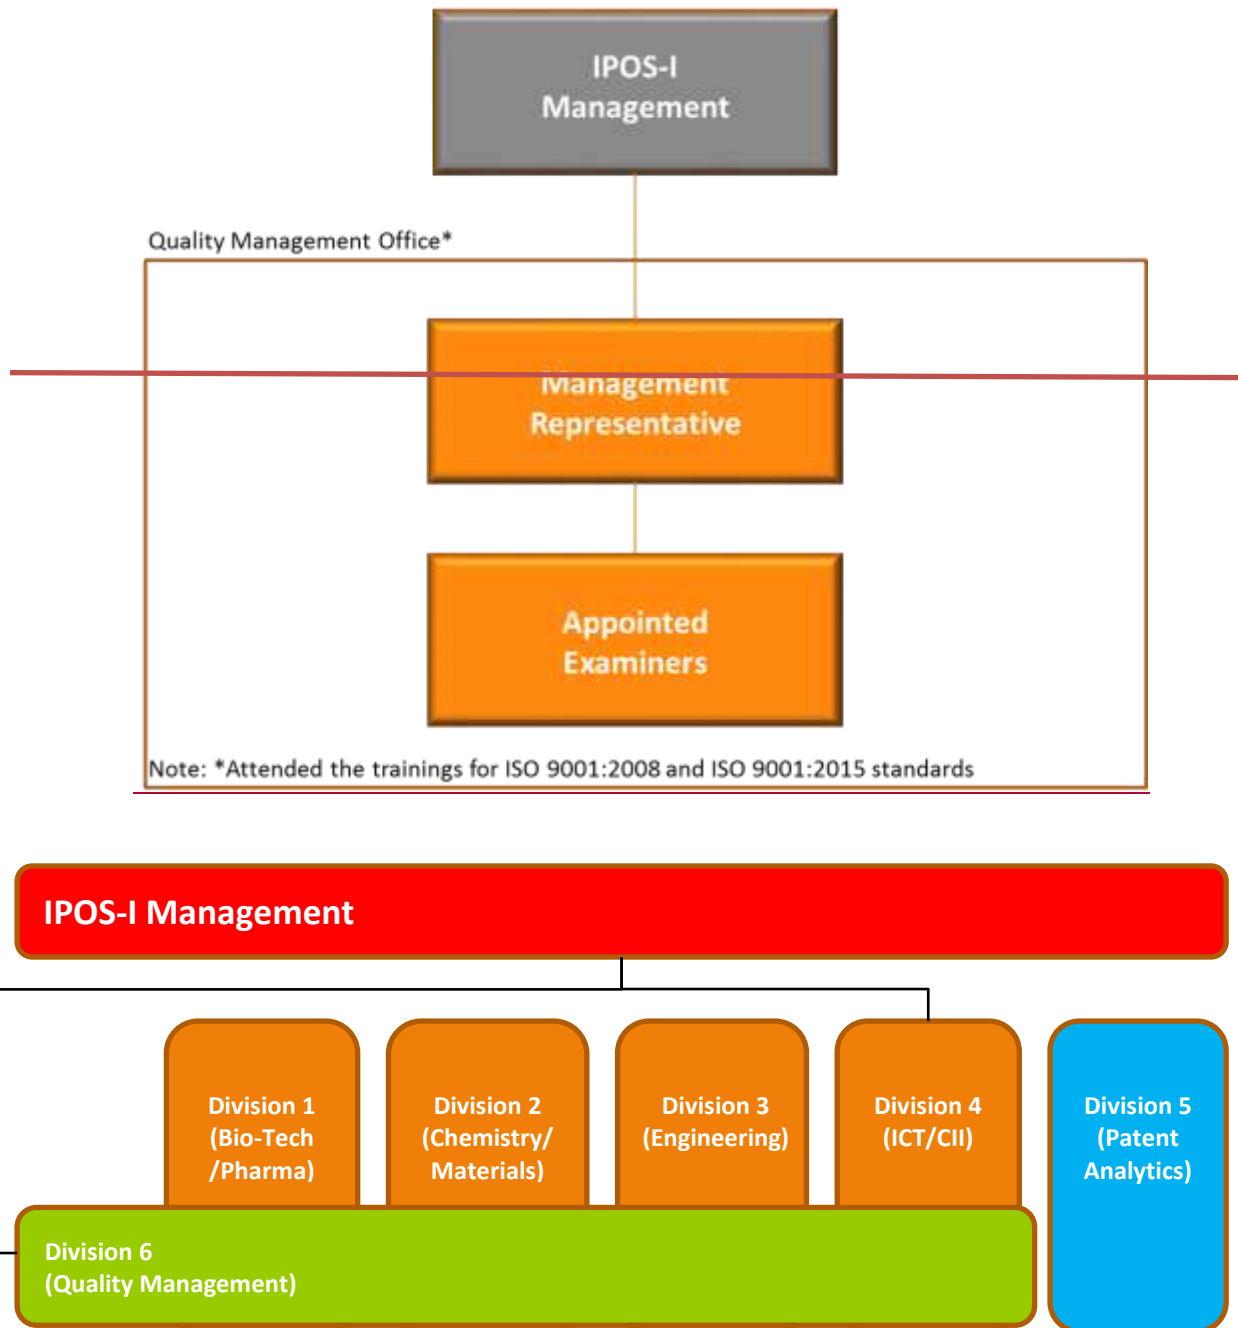 IPOS-I
Management
Quality Management Office*
Management
Representative
Appointed
Examiners
Note: *Attended the trainings for ISO 9001:2008 and ISO 9001:2015 standards
IPOS-I Management
Division 1
(Bio-Tech
/Pharma)
Division 2
(Chemistry/
Materials)
Division 3
(Engineering)
Division 4
(ICT/CII)
Division 5
(Patent
Analytics)
Division 6
(Quality Management)